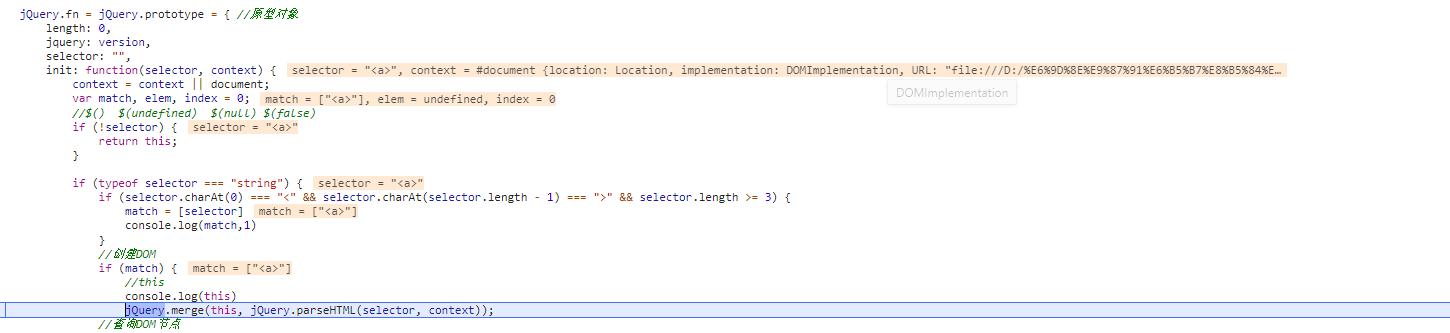 jQuery.fn = jQuery.prototype = { //原型对象
length: 0,
jquery: version,
selector: "",
init: function(selector, context) { selector = "<a>", context = #document {location: Location, implementation: DOMImplementation, URL: "file:///D:/%E6%9D%8E%E9%87%91%E6%B5%B7%E8%B5%84%E…
context = context || document;
var match, elem, index = 0; match = ["<a>"], elem = undefined, index = 0
DOMImplementation
//$() $(undefined) $(null) $(false)
if (!selector) { selector = "<a>"
return this;
}
if (typeof selector === "string") { selector = "<a>"
if (selector.charAt(0) === "<" && selector.charAt(selector.length - 1) === ">" && selector.length >= 3) {
match = [selector] match = ["<a>"]
console.log(match,1)
}
//创建DOM
if (match) { match = ["<a>"]
//this
console.log(this)
jQuery.merge(this, jQuery.parseHTML(selector, context));
//查询DOM节点